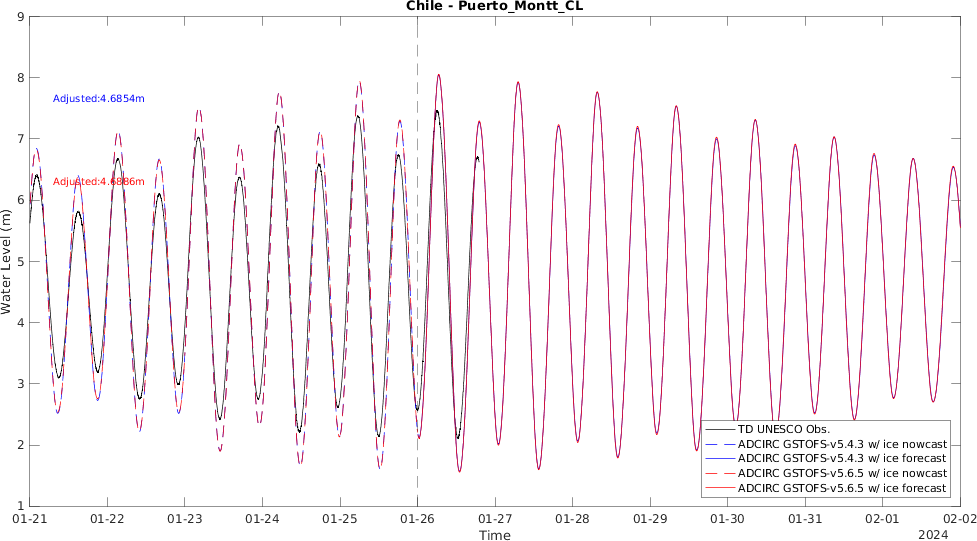 Chile - Puerto_Montt_CL
9
8
7
6
5
4
3
2
1
Water Level (m)
Adjusted:4.6854m
Adjusted:4.6886m
TD UNESCO Obs.
ADCIRC GSTOFS-v5.4.3 w/ ice nowcast
ADCIRC GSTOFS-v5.4.3 w/ ice forecast
ADCIRC GSTOFS-v5.6.5 w/ ice nowcast
ADCIRC GSTOFS-v5.6.5 w/ ice forecast
01-21 01-22 01-23 01-24 01-25 01-26 01-27 01-28 01-29 01-30 01-31 02-01 02-02
Time
2024